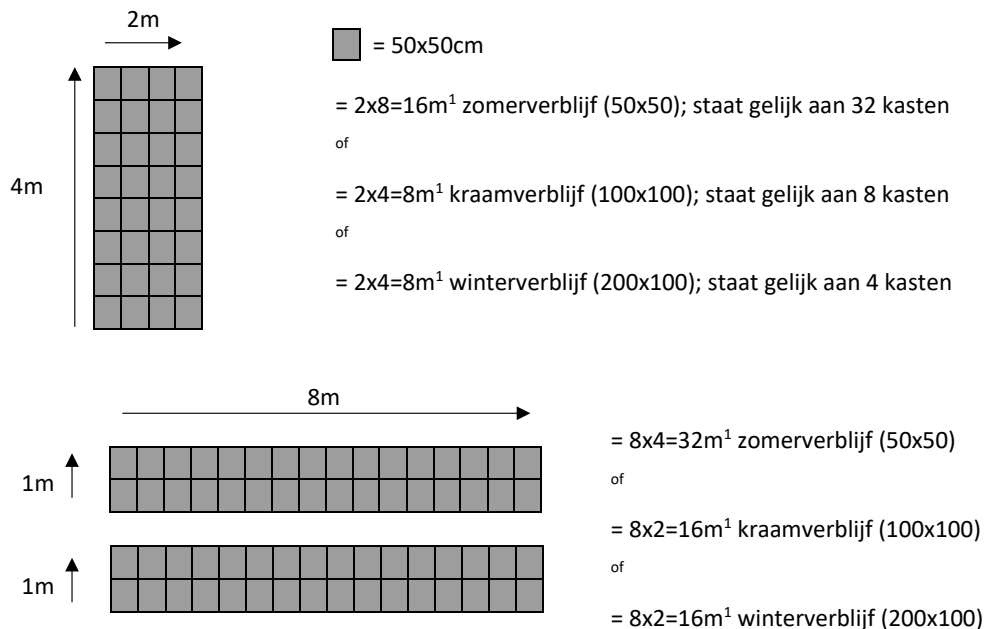 2m
= 50x50cm
= 2x8=16m¹ zomerverblijf (50x50); staat gelijk aan 32 kasten
of
4m
= 2x4=8m¹ kraamverblijf (100x100); staat gelijk aan 8 kasten
of
= 2x4=8m¹ winterverblijf (200x100); staat gelijk aan 4 kasten
8m
= 8x4=32m¹ zomerverblijf (50x50)
of
1m
= 8x2=16m¹ kraamverblijf (100x100)
of
1m
= 8x2=16m¹ winterverblijf (200x100)